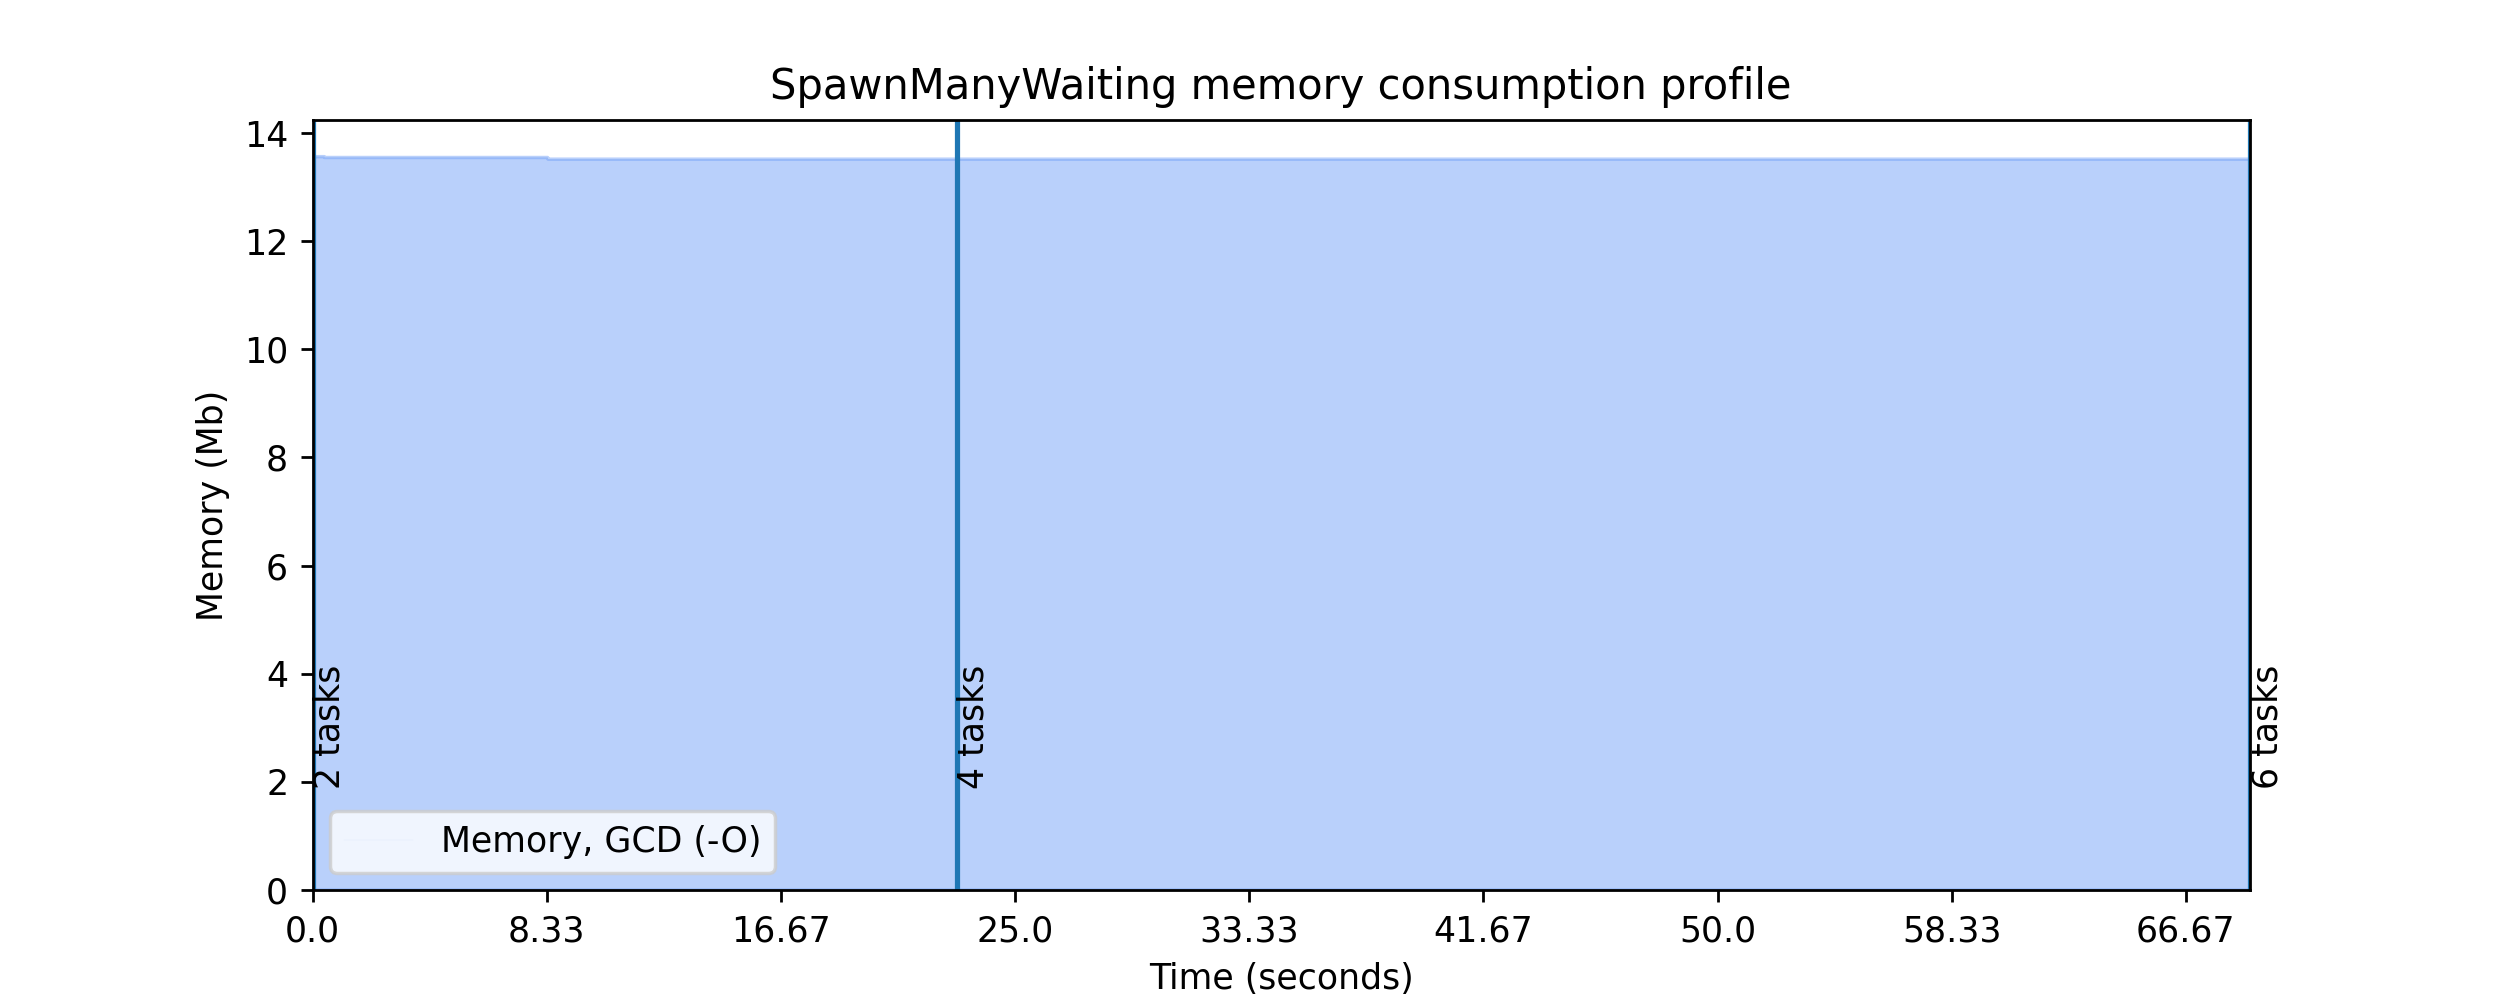 SpawnManyWaiting memory consumption profile
14
12
10
8
6
4
2
0
Memory (Mb)
2 tasks
4 tasks
6 tasks
Memory, GCD (-O)
0.0 8.33 16.67 25.0 33.33 41.67 50.0 58.33 66.67
Time (seconds)